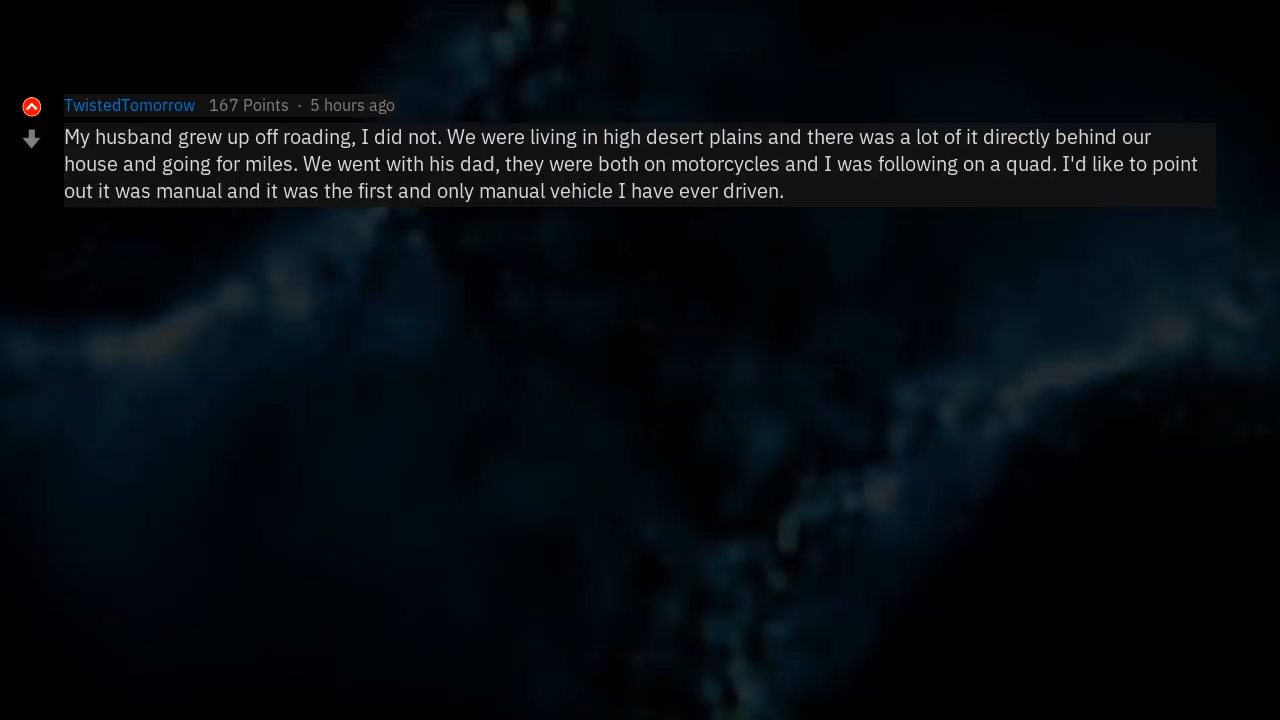 TwistedTomorrow 167 Points · 5 hours ago
My husband grew up off roading, I did not. We were living in high desert plains and there was a lot of it directly behind our
house and going for miles. We went with his dad, they were both on motorcycles and I was following on a quad. I'd like to point
out it was manual and it was the first and only manual vehicle I have ever driven.